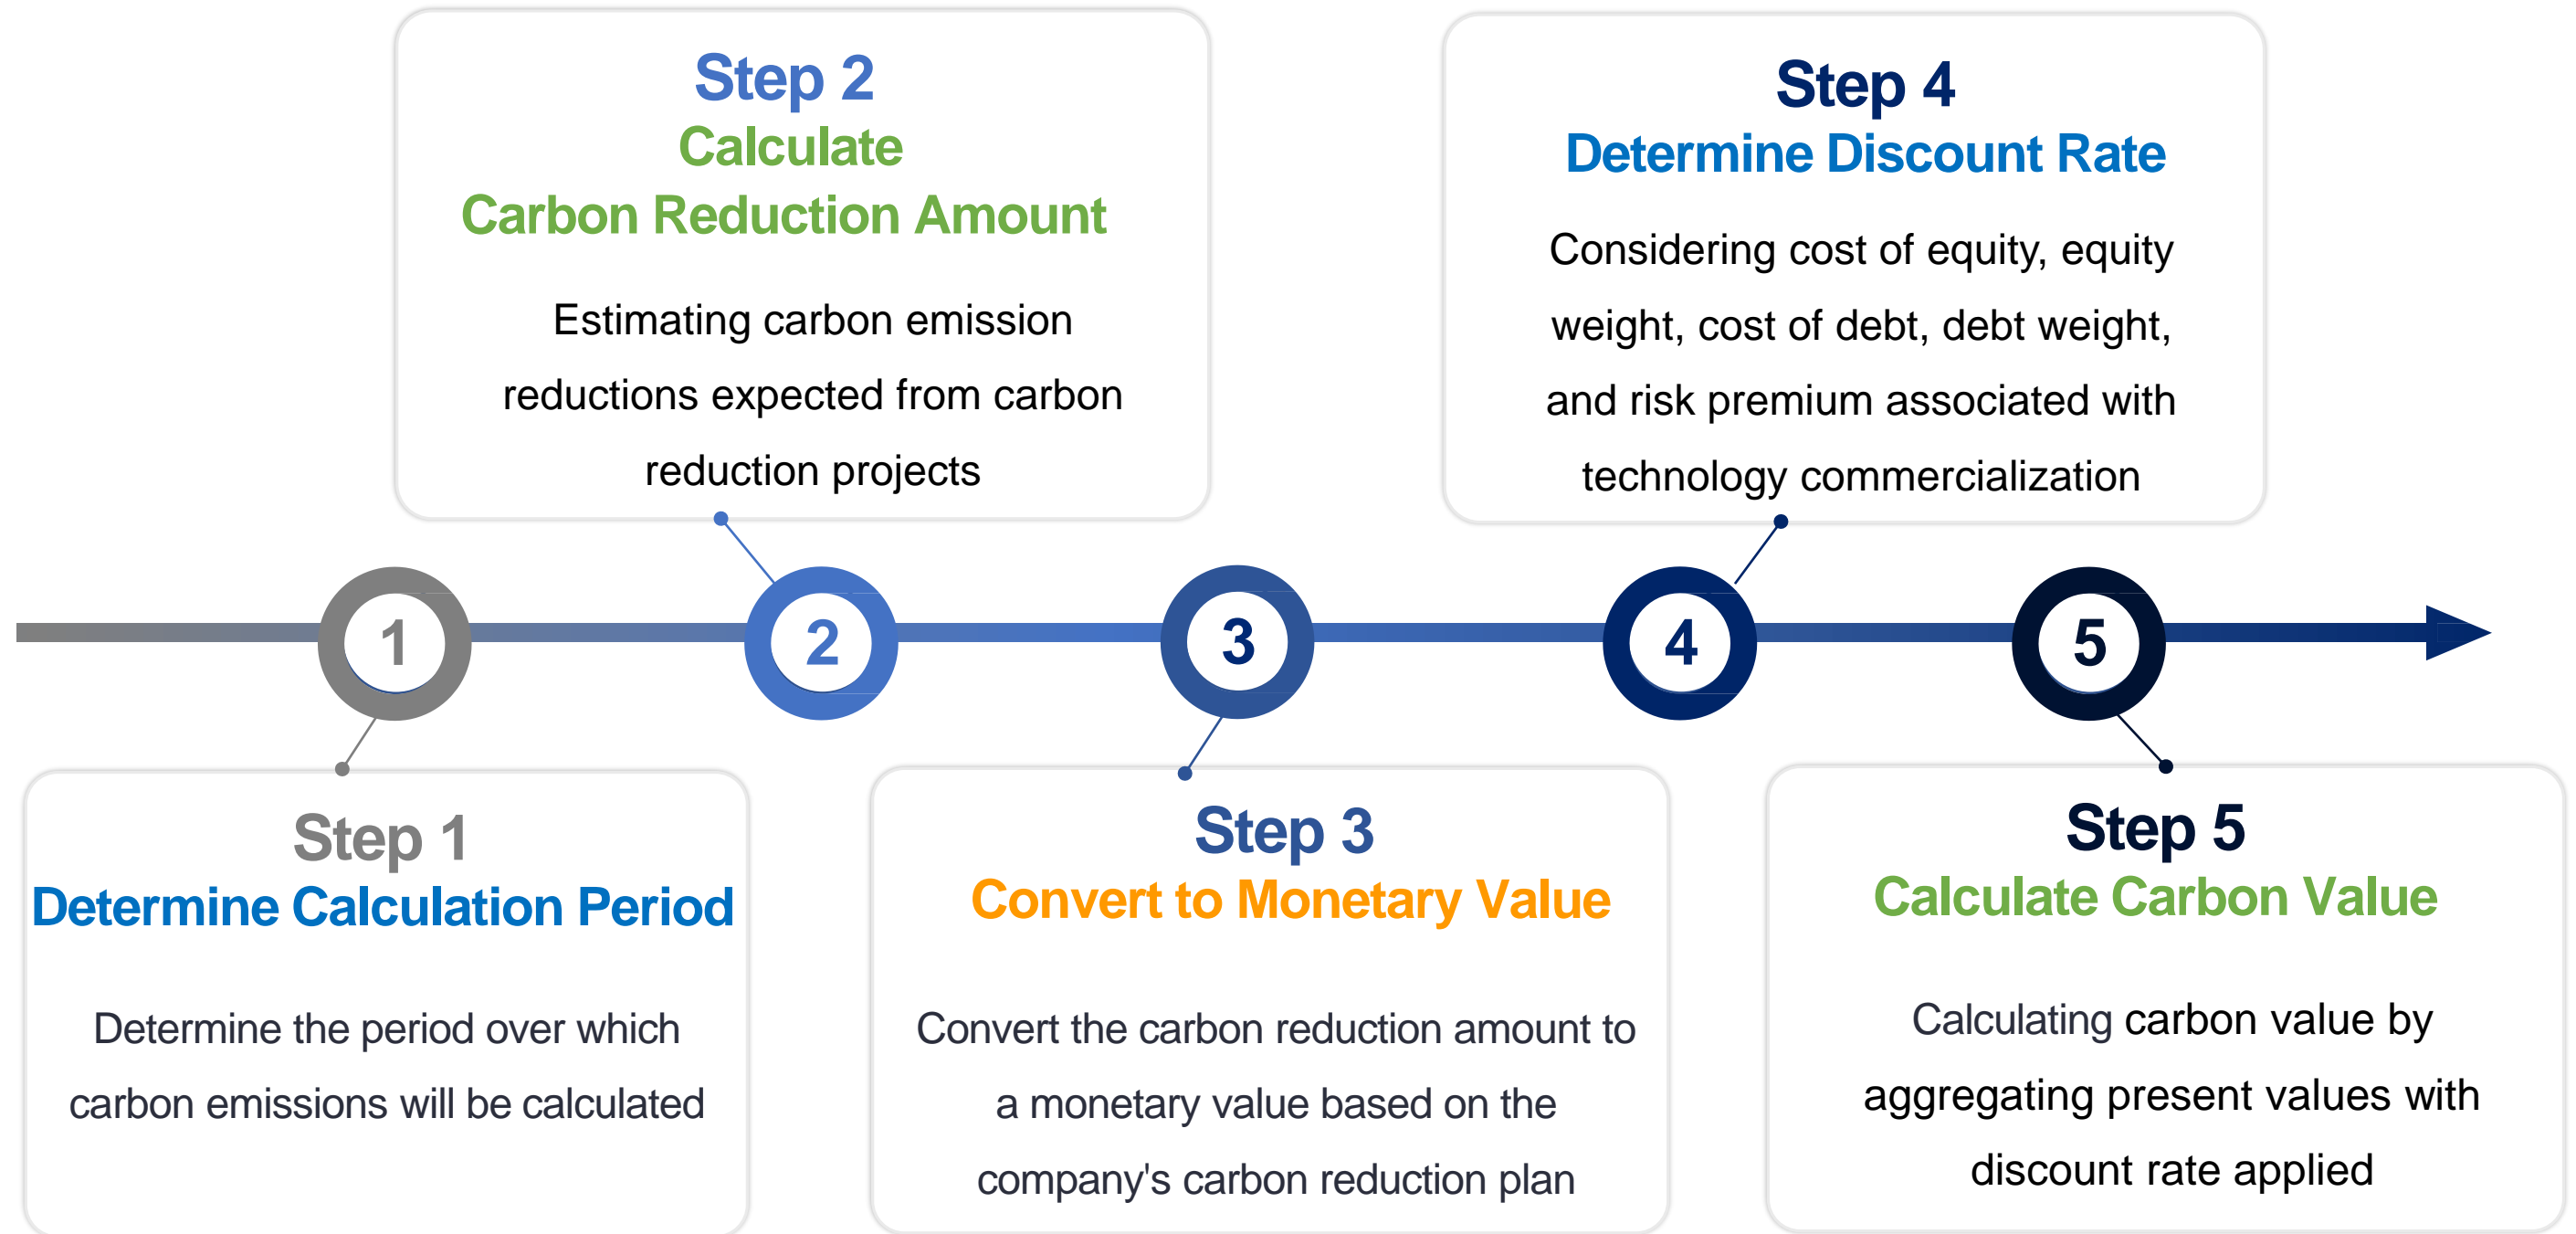 Step 2
Calculate
Carbon Reduction Amount
Estimating carbon emission
reductions expected from carbon
reduction projects
Step 4
Determine Discount Rate
Considering cost of equity, equity
weight, cost of debt, debt weight,
and risk premium associated with
technology commercialization
1
2
3
4
5
Step 1
Determine Calculation Period
Determine the period over which
carbon emissions will be calculated
Step 3
Convert to Monetary Value
Convert the carbon reduction amount to
a monetary value based on the
company's carbon reduction plan
Step 5
Calculate Carbon Value
Calculating carbon value by
aggregating present values with
discount rate applied